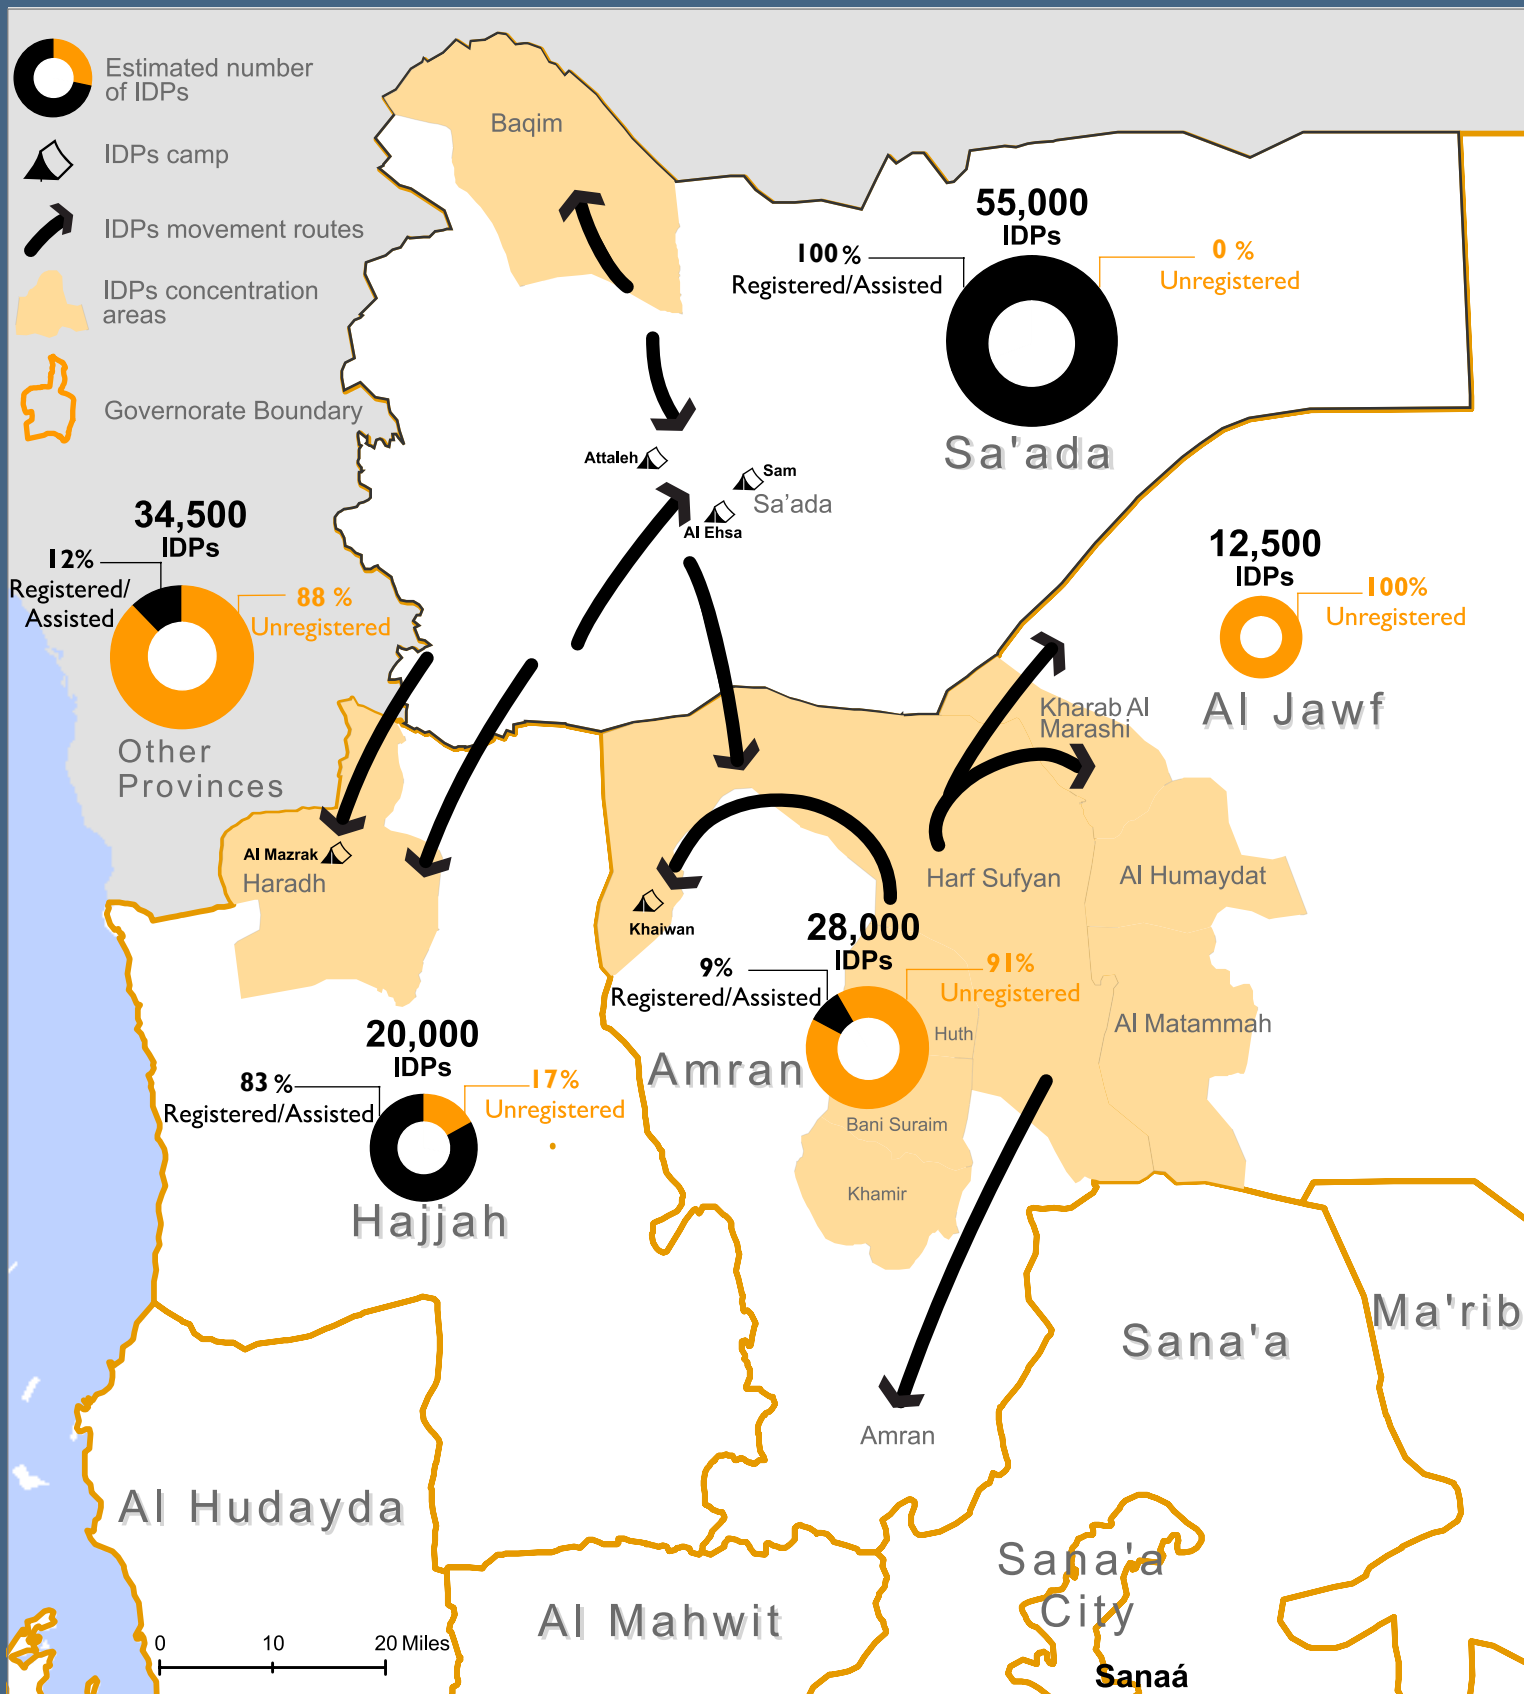 Estimated number
of IDPs
IDPs camp
IDPs movement routes
IDPs concentration
areas
Governorate Boundary
Baqim
55,000
IDPs
100 %
Registered/Assisted
0 %
Unregistered
Sa'ada
Attaleh
Sam
Sa'ada
Al Ehsa
34,500
IDPs
12%
Registered/
Assisted
88 %
Unregistered
Other
Provinces
12,500
IDPs
100%
Unregistered
Al Jawf
Kharab Al
Marashi
Al Mazrak
Haradh
Harf Sufyan
Al Humaydat
Khaiwan
28,000
IDPs
9%
Registered/Assisted
91%
Unregistered
Huth
Al Matammah
Amran
20,000
IDPs
83 %
Registered/Assisted
17%
Unregistered
Hajjah
Bani Suraim
Khamir
Ma'rib
Sana'a
Amran
Al Hudayda
Sana'a
City
Al Mahwit
0 10 20 Miles
Sanaá